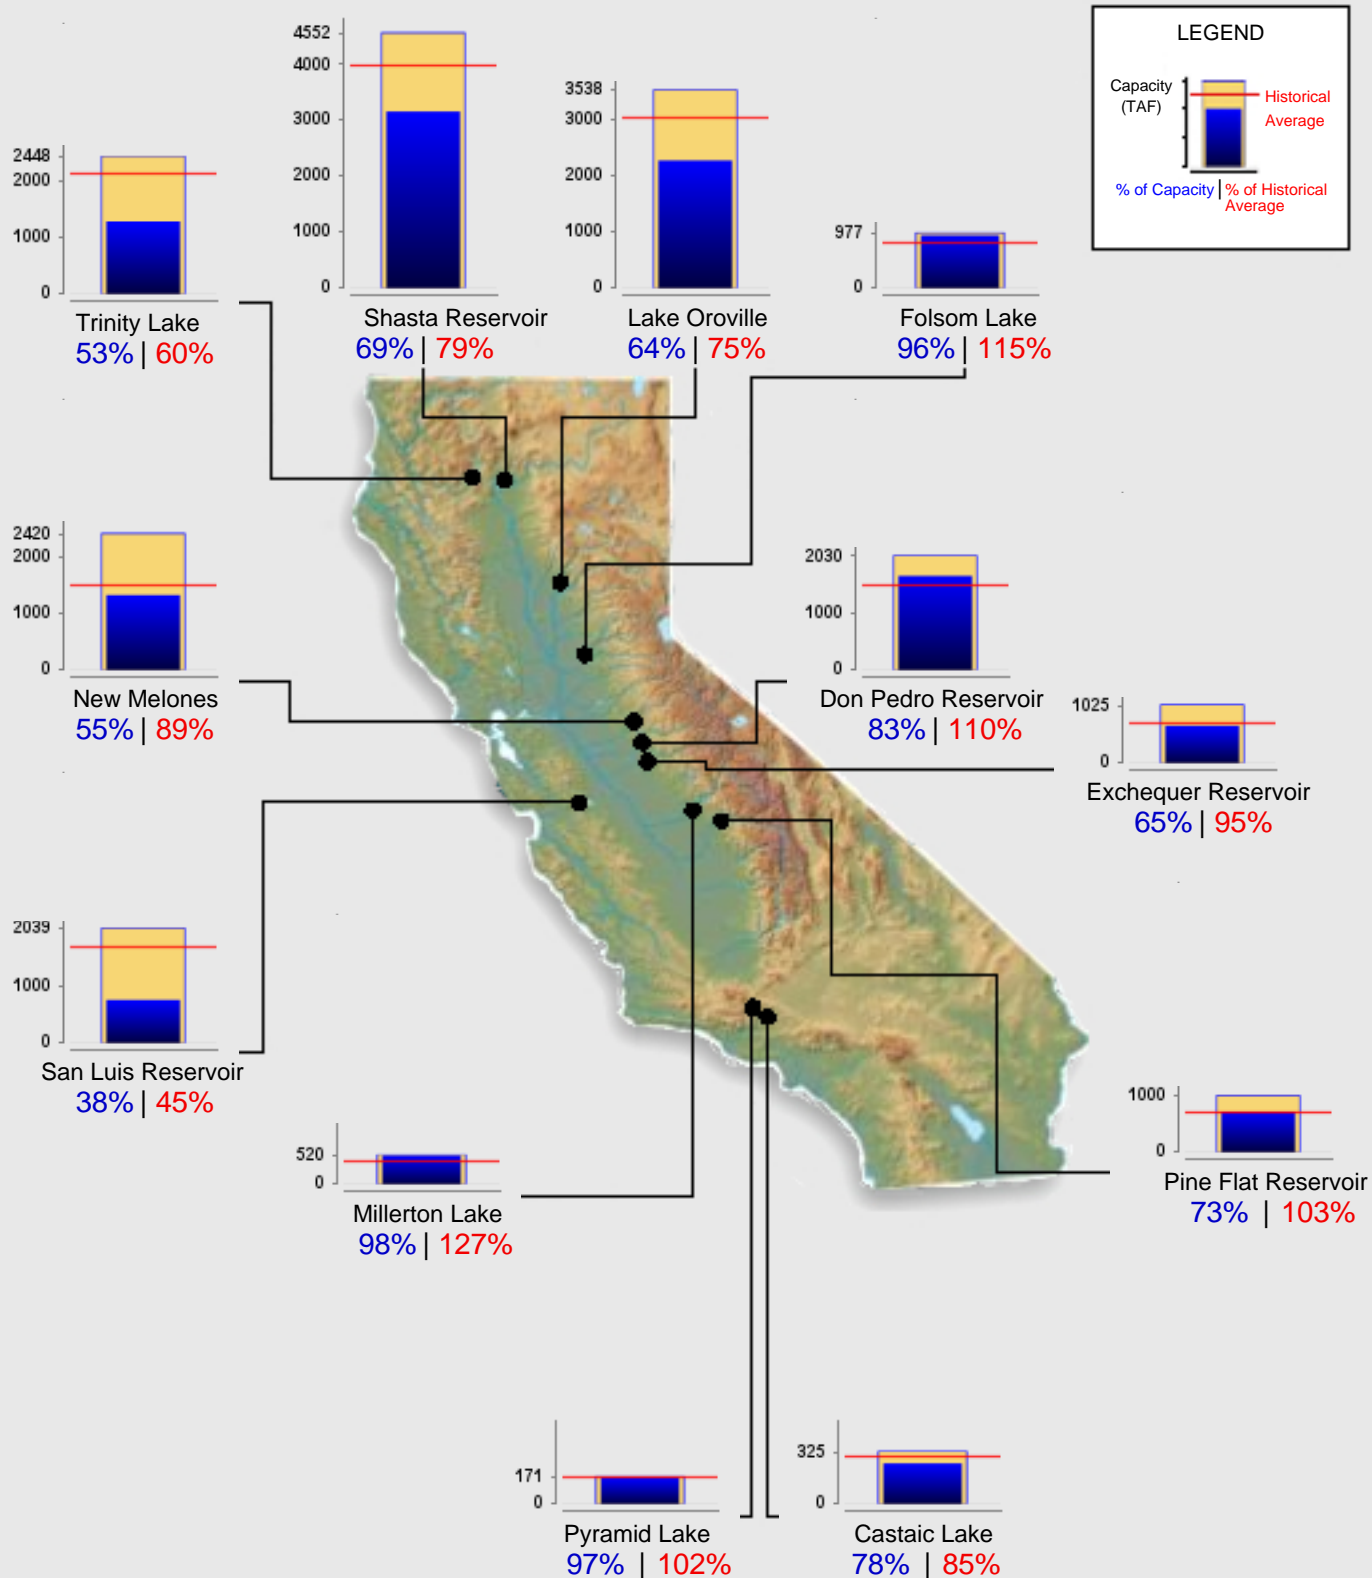 LEGEND
Capacity
(TAF)
Historical
Average
% of Capacity | % of Historical
Average
4552
4000
3000
2000
1000
0
Shasta Reservoir
69% | 79%
3538
3000
2000
1000
0
Lake Oroville
64% | 75%
2448
2000
1000
0
Trinity Lake
53% | 60%
977
0
Folsom Lake
96% | 115%
2420
2000
1000
0
New Melones
55% | 89%
2030
1000
0
Don Pedro Reservoir
83% | 110%
1025
0
Exchequer Reservoir
65% | 95%
2039
1000
0
San Luis Reservoir
38% | 45%
520
0
Millerton Lake
98% | 127%
1000
0
Pine Flat Reservoir
73% | 103%
171
0
Pyramid Lake
97% | 102%
325
0
Castaic Lake
78% | 85%